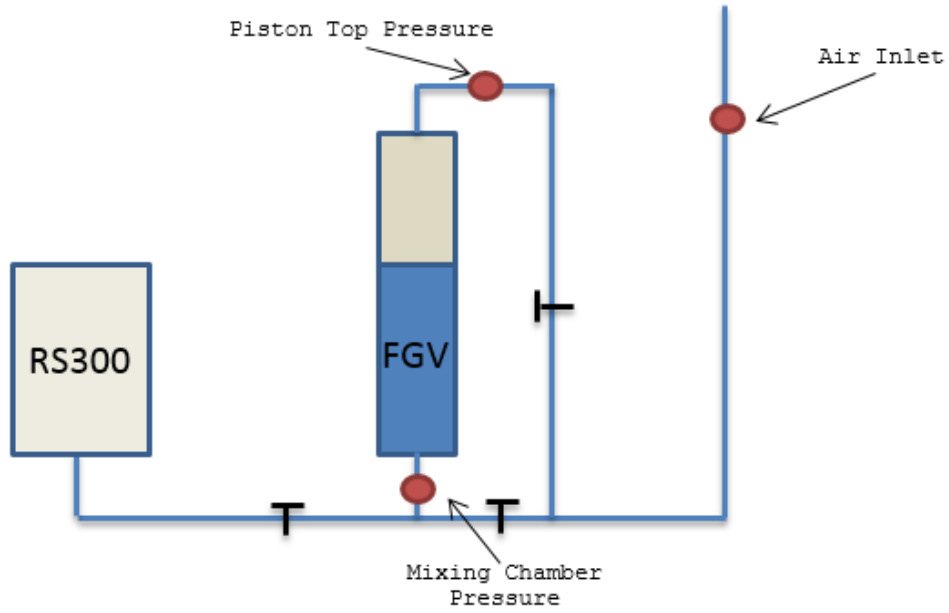 Piston Top Pressure
Air Inlet
RS300
FGV
Mixing Chamber
Pressure